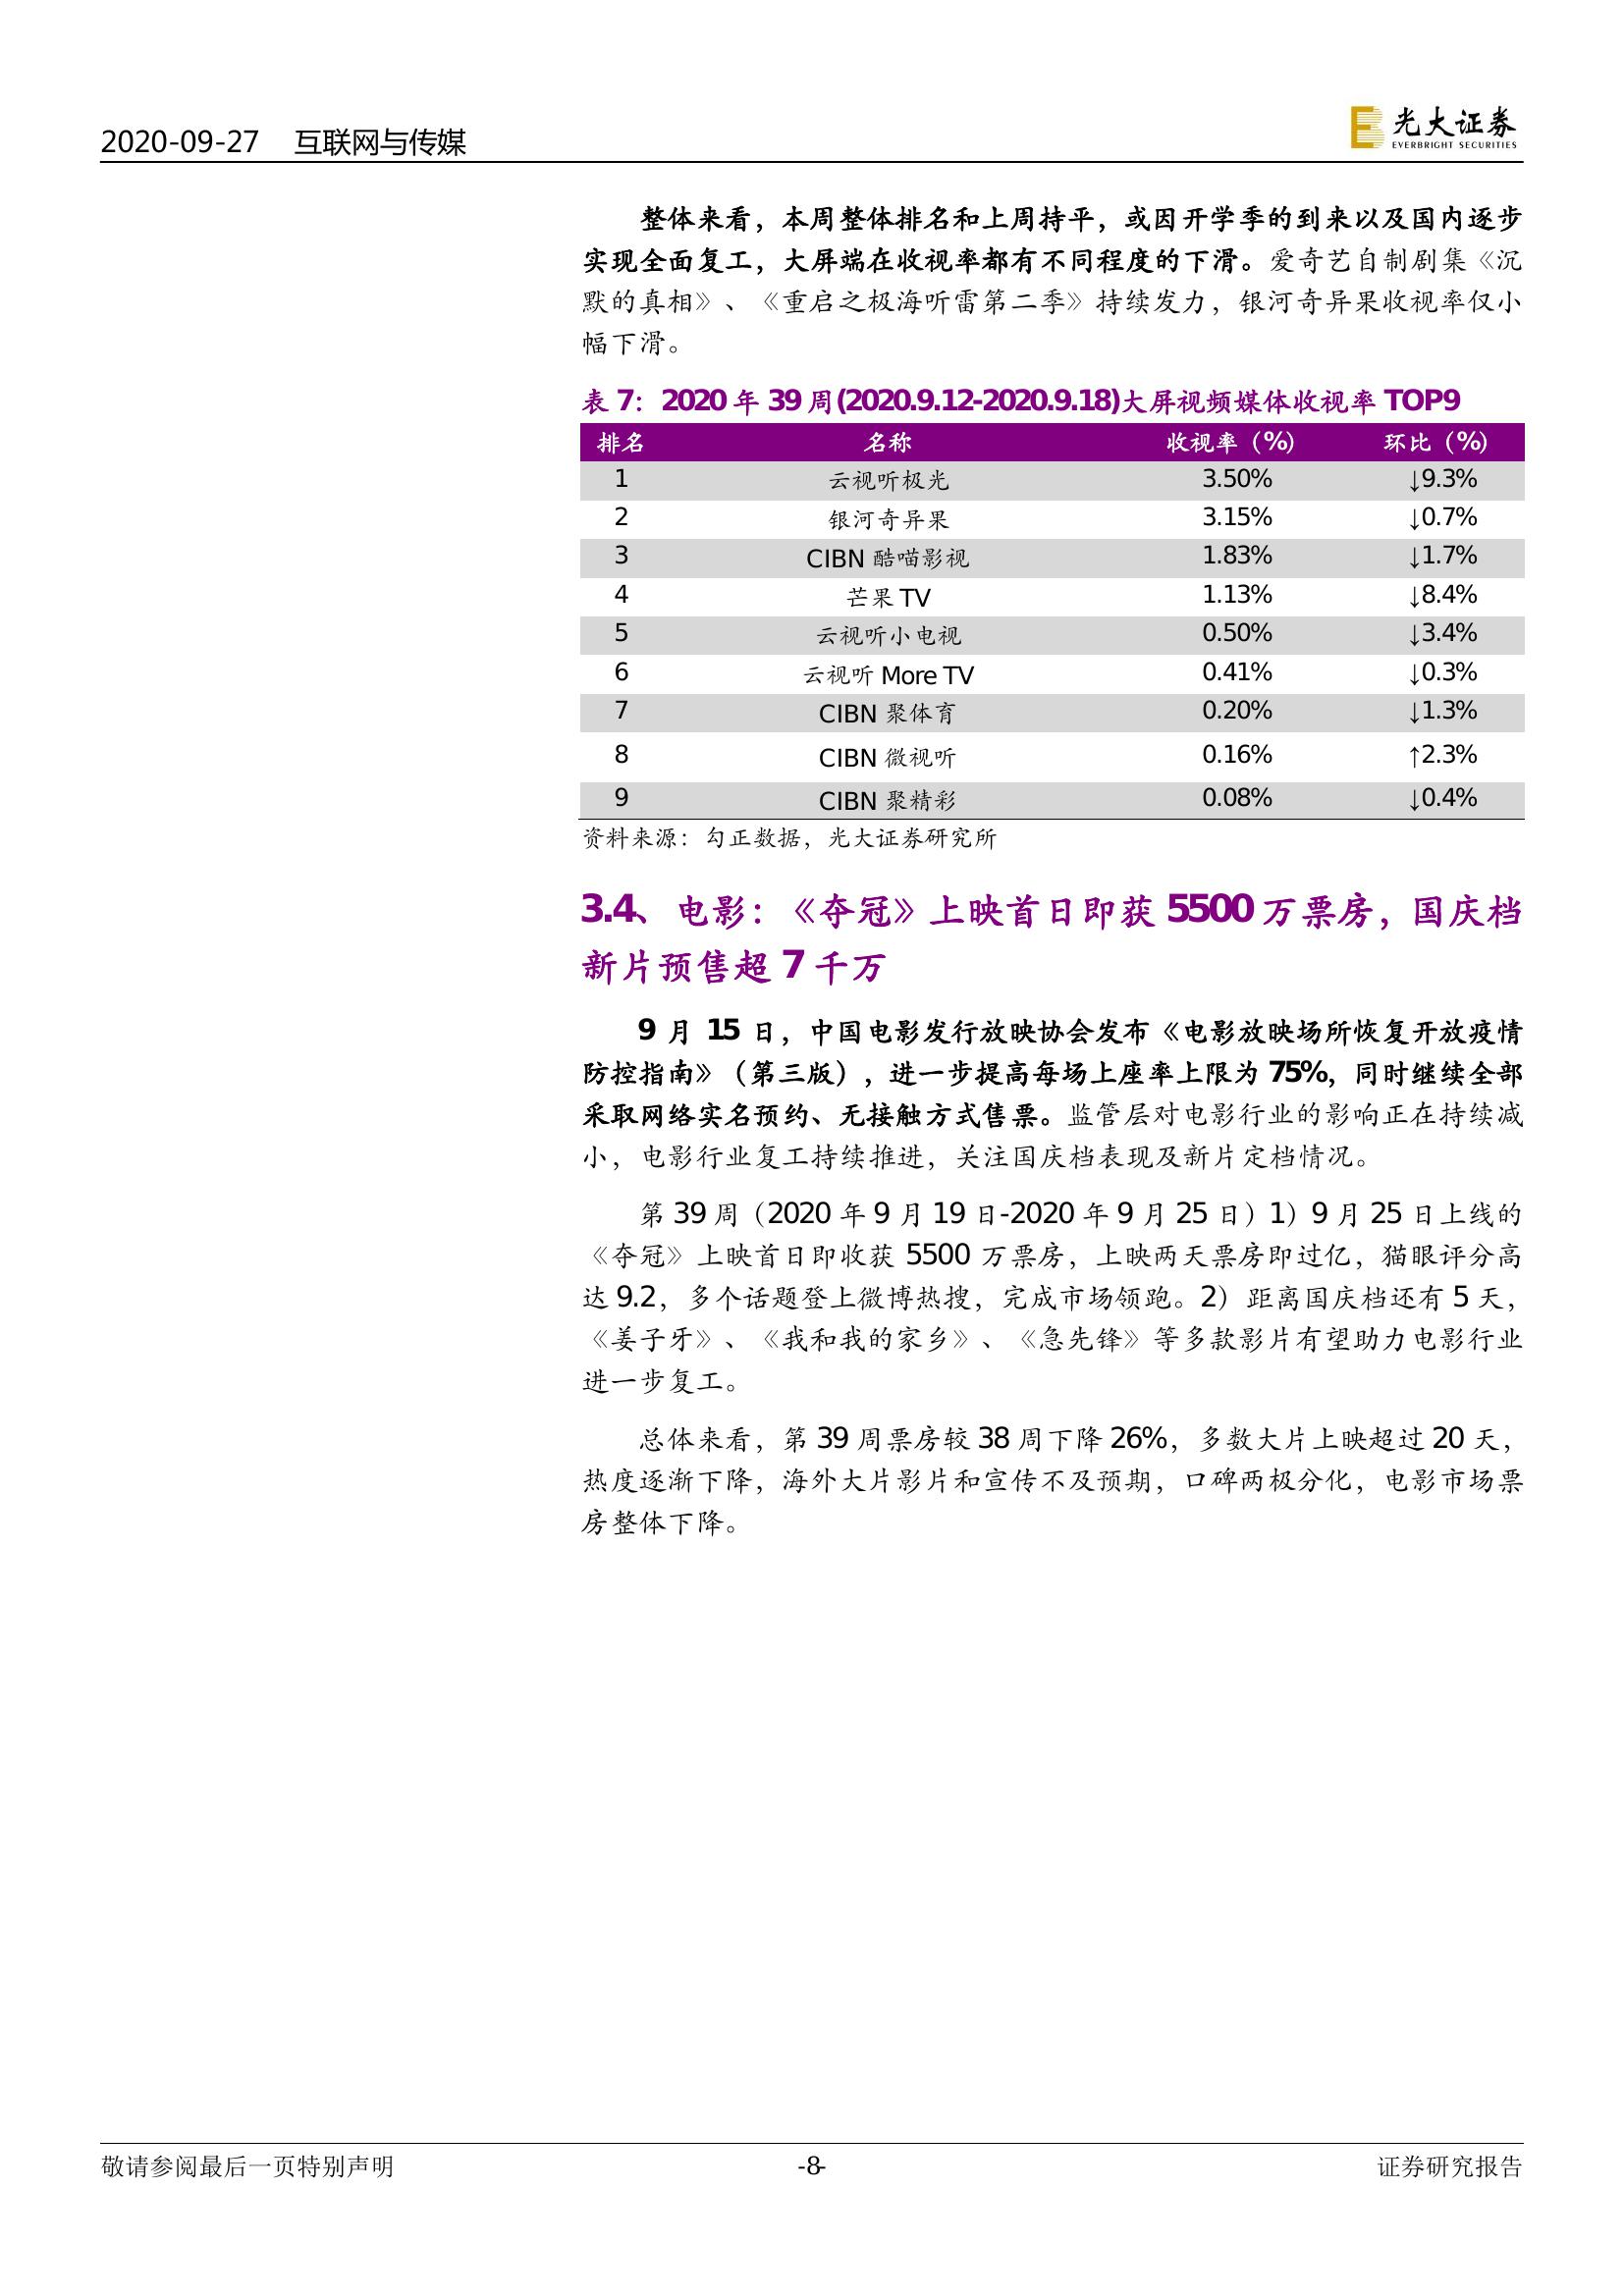 2020-09-27 互联网与传媒
光大证券
EVERBRIGHT SECURITIES
整体来看，本周整体排名和上周持平，或因开学季的到来以及国内逐步
实现全面复工，大屏端在收视率都有不同程度的下滑。爱奇艺自制剧集《沉
默的真相》、《重启之极海听雷第二季》持续发力，银河奇异果收视率仅小
幅下滑。
表 7：2020 年 39 周(2020.9.12-2020.9.18)大屏视频媒体收视率 TOP9
排名 名称 收视率（%） 环比（%）
1 云视听极光 3.50% ↓9.3%
2 银河奇异果 3.15% ↓0.7%
3 CIBN 酷喵影视 1.83% ↓1.7%
4 芒果 TV 1.13% ↓8.4%
5 云视听小电视 0.50% ↓3.4%
6 云视听 More TV 0.41% ↓0.3%
7 CIBN 聚体育 0.20% ↓1.3%
8 CIBN 微视听 0.16% ↑2.3%
9 CIBN 聚精彩 0.08% ↓0.4%
资料来源：勾正数据，光大证券研究所
3.4、电影：《夺冠》上映首日即获 5500 万票房，国庆档
新片预售超 7 千万
9 月 15 日，中国电影发行放映协会发布《电影放映场所恢复开放疫情
防控指南》（第三版），进一步提高每场上座率上限为 75%，同时继续全部
采取网络实名预约、无接触方式售票。监管层对电影行业的影响正在持续减
小，电影行业复工持续推进，关注国庆档表现及新片定档情况。
第 39 周（2020 年 9 月 19 日-2020 年 9 月 25 日）1）9 月 25 日上线的
《夺冠》上映首日即收获 5500 万票房，上映两天票房即过亿，猫眼评分高
达 9.2，多个话题登上微博热搜，完成市场领跑。2）距离国庆档还有 5 天，
《姜子牙》、《我和我的家乡》、《急先锋》等多款影片有望助力电影行业
进一步复工。
总体来看，第 39 周票房较 38 周下降 26%，多数大片上映超过 20 天，
热度逐渐下降，海外大片影片和宣传不及预期，口碑两极分化，电影市场票
房整体下降。
敬请参阅最后一页特别声明 -8- 证券研究报告